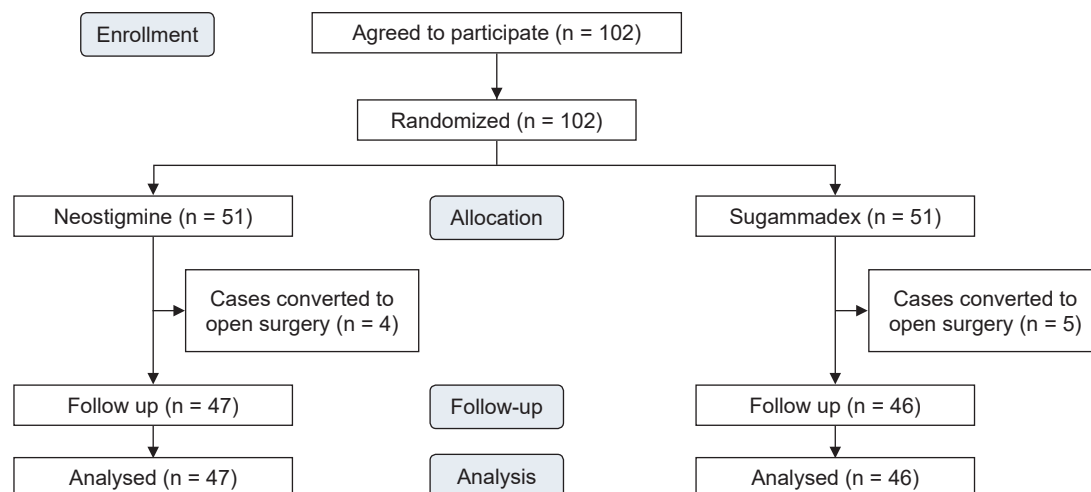 Enrollment
Agreed to participate (n = 102)
Randomized (n = 102)
Neostigmine (n = 51)
Allocation
Sugammadex (n = 51)
Cases converted to
open surgery (n = 4)
Cases converted to
open surgery (n = 5)
Follow up (n = 47)
Follow-up
Follow up (n = 46)
Analysed (n = 47)
Analysis
Analysed (n = 46)